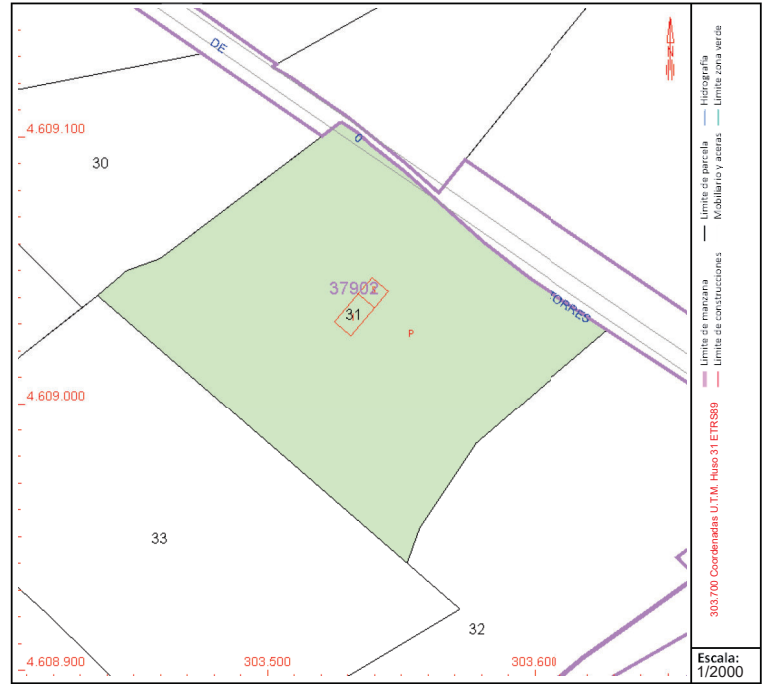 DE
4.609.100
30
0
37902
31
P
TORRES
4.609.000
33
32
4.608.900
303.500
303.600
Límite de manzana
Límite de parcela
Hidrografía
Límite de construcciones
Mobiliario y aceras
Límite zona verde
303.700 Coordenadas U.T.M. Huso 31 ETRS89
Escala:
1/2000